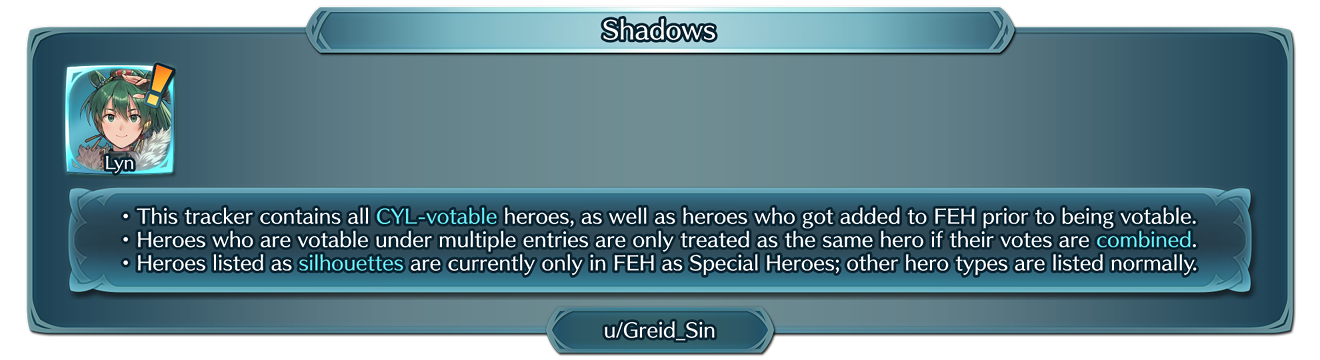 Shadows
Lyn
• This tracker contains all CYL-votable heroes, as well as heroes who got added to FEH prior to being votable.
• Heroes who are votable under multiple entries are only treated as the same hero if their votes are combined.
• Heroes listed as silhouettes are currently only in FEH as Special Heroes; other hero types are listed normally.
u/Greid_Sin